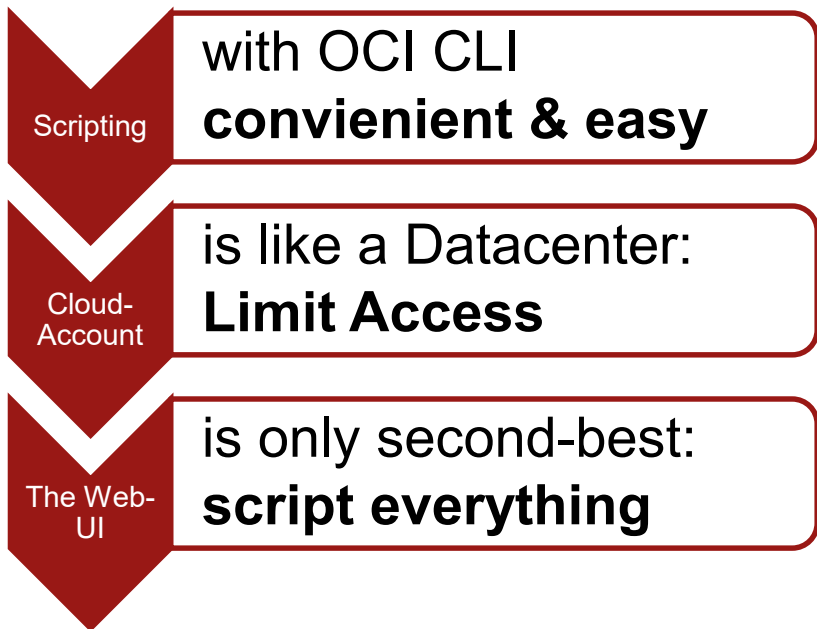 Scripting
with OCI CLI
convienient & easy
Cloud-
Account
is like a Datacenter:
Limit Access
The Web-
UI
is only second-best:
script everything